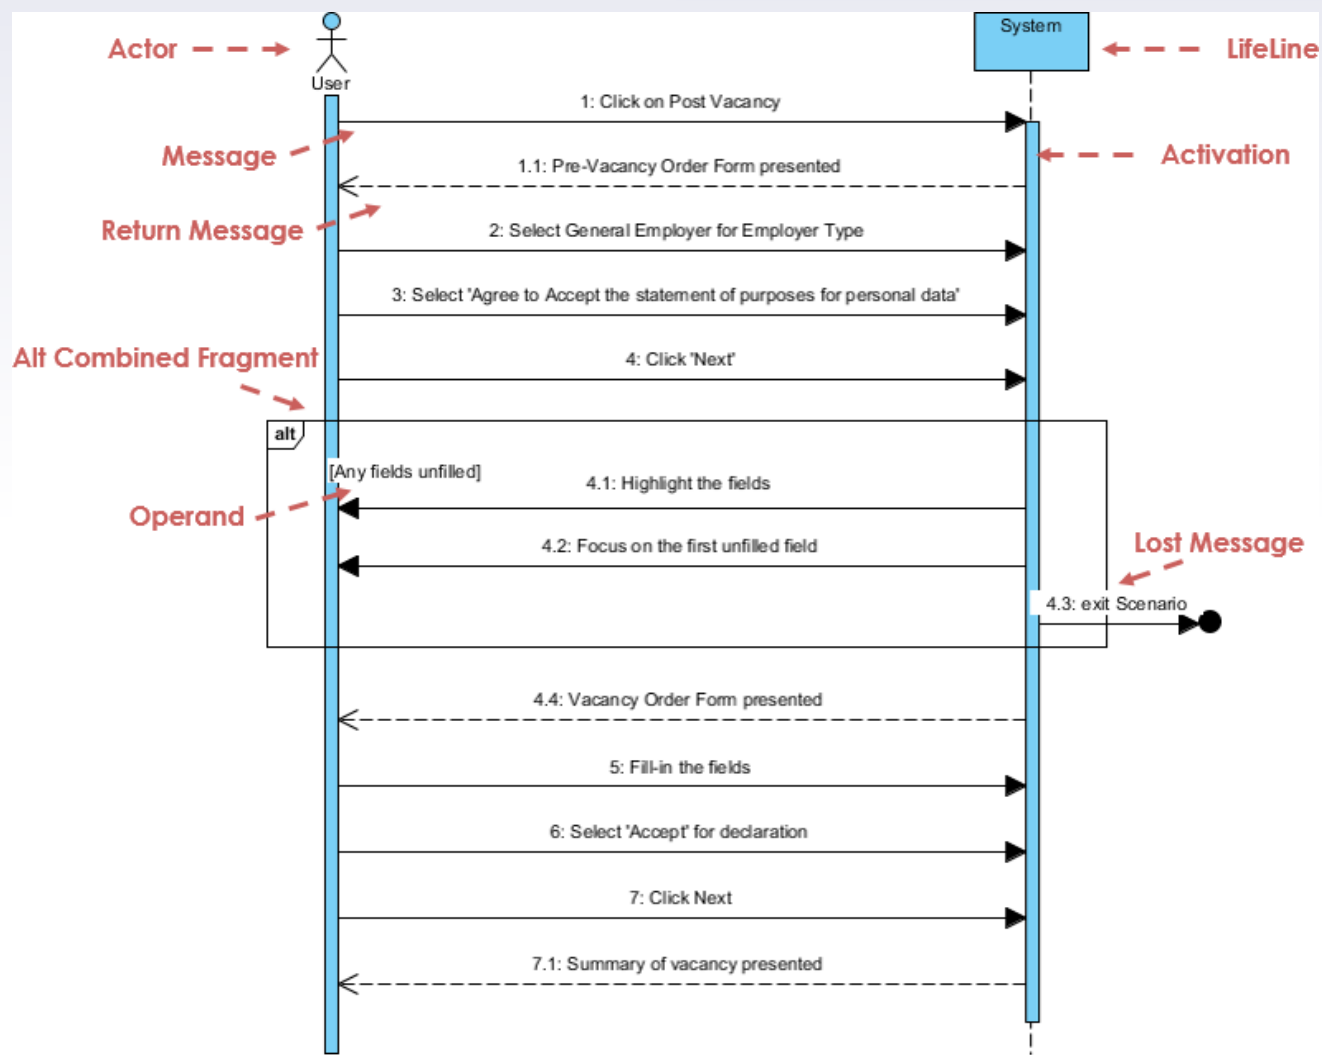 System
Actor
LifeLine
User
1: Click on Post Vacancy
Message
Activation
1.1: Pre-Vacancy Order Form presented
Return Message
2: Select General Employer for Employer Type
3: Select 'Agree to Accept the statement of purposes for personal data'
Alt Combined Fragment
4: Click 'Next'
alt
[Any fields unfilled]
4.1: Highlight the fields
Operand
4.2: Focus on the first unfilled field
Lost Message
4.3: exit Scenario
4.4: Vacancy Order Form presented
5: Fill-in the fields
6: Select 'Accept' for declaration
7: Click Next
7.1: Summary of vacancy presented